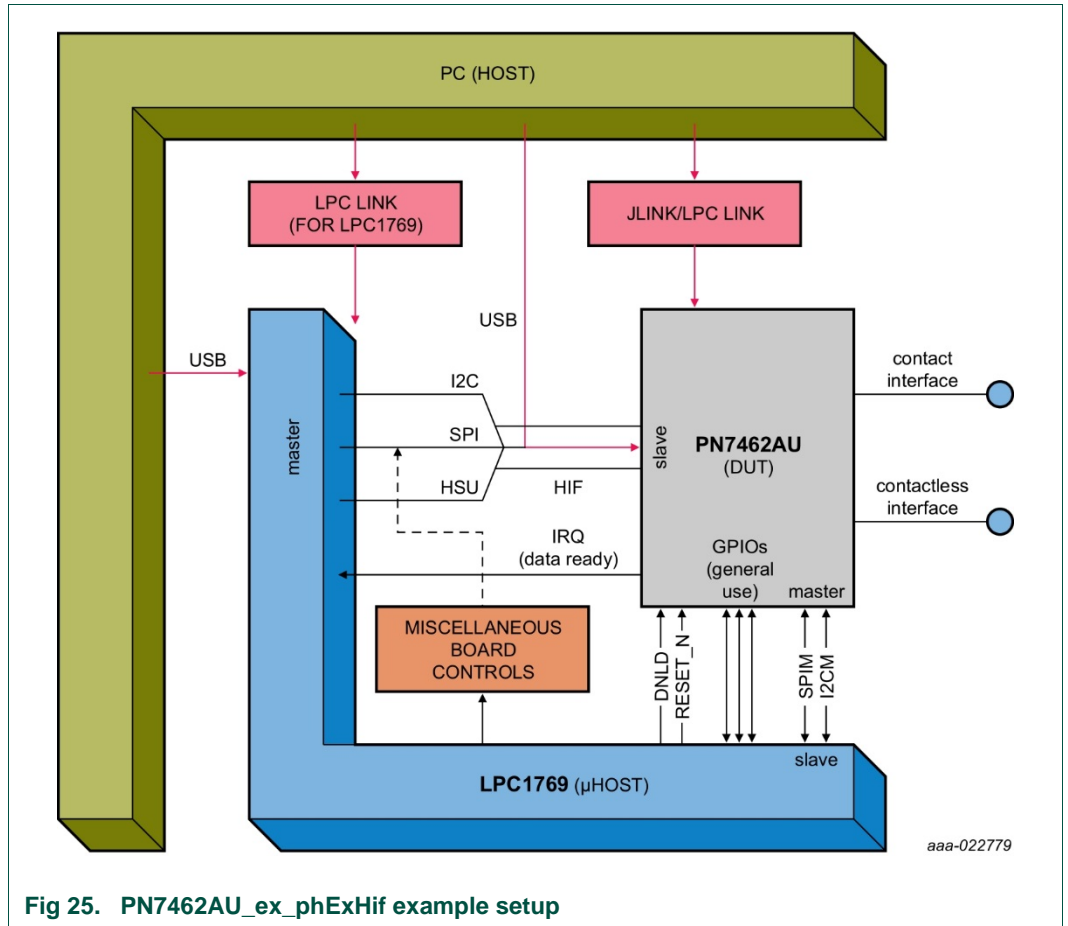 PC (HOST)
LPC LINK
(FOR LPC1769)
JLINK/LPC LINK
USB
USB
master
I2C
SPI
HSU
HIF
slave
PN7462AU
(DUT)
contact
interface
contactless
interface
IRQ
(data ready)
GPIOs
(general
use)
master
MISCELLANEOUS
BOARD
CONTROLS
DNLD
RESET_N
SPIM
I2CM
slave
LPC1769 (µHOST)
aaa-022779
Fig 25. PN7462AU_ex_phExHif example setup